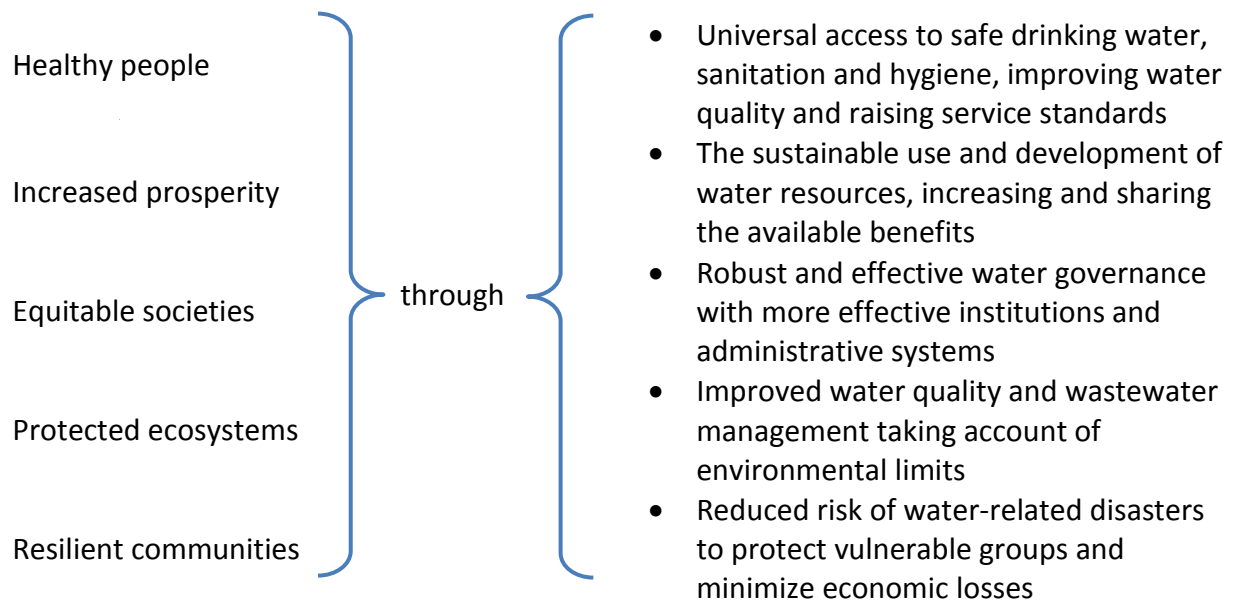 Healthy people
Increased prosperity
Equitable societies
Protected ecosystems
Resilient communities
through
• Universal access to safe drinking water,
sanitation and hygiene, improving water
quality and raising service standards
• The sustainable use and development of
water resources, increasing and sharing
the available benefits
• Robust and effective water governance
with more effective institutions and
administrative systems
• Improved water quality and wastewater
management taking account of
environmental limits
• Reduced risk of water-related disasters
to protect vulnerable groups and
minimize economic losses